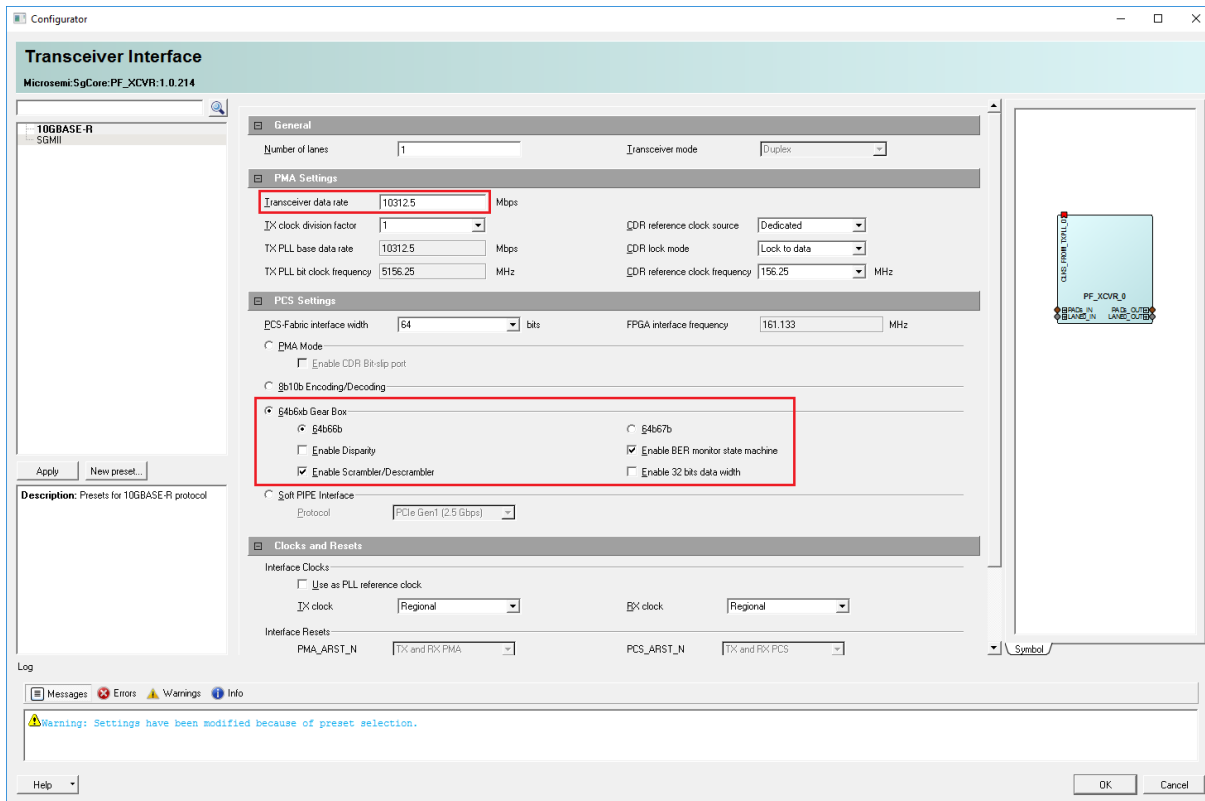 Configurator
Transceiver Interface
Microsemi:SgCore:PF_XCVR:1.0.214
10GBASE-R
SGMII
Apply
New preset...
Description: Presets for 10GBASE-R protocol
General
Number of lanes 1 Transceiver mode Duplex
PMA Settings
Transceiver data rate 10312.5 Mbps
TX clock division factor 1 CDR reference clock source Dedicated
TX PLL base data rate 10312.5 Mbps CDR lock mode Lock to data
TX PLL bit clock frequency 5156.25 MHz CDR reference clock frequency 156.25 MHz
PCS Settings
PCS-Fabric interface width 64 bits FPGA interface frequency 161.133 MHz
PMA Mode
Enable CDR Bit-slip port
8b10b Encoding/Decoding
64b6xb Gear Box
64b66b 64b67b
Enable Disparity Enable BER monitor state machine
Enable Scrambler/Descrambler Enable 32 bits data width
Soft PIPE Interface
Protocol PCIe Gen1 (2.5 Gbps)
Clocks and Resets
Interface Clocks
Use as PLL reference clock
TX clock Regional RX clock Regional
Interface Resets
PMA_ARST_N TX and RX PMA PCS_ARST_N TX and RX PCS
CLKS_FROM_TXPLL_0
PF_XCVR_0
PADs_IN PADs_OUT
LANE0_IN LANE0_OUT
Symbol
Log
Messages Errors Warnings Info
Warning: Settings have been modified because of preset selection.
Help OK Cancel